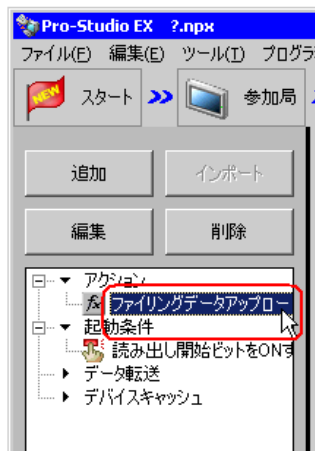 Pro-Studio EX ?.npx
ファイル(F) 編集(E) ツール(T) プログラ
NEW スタート 参加局
追加 インポート
編集 削除
アクション
fx ファイリングデータアップロー
起動条件
読み出し開始ビットをONす
データ転送
デバイスキャッシュ